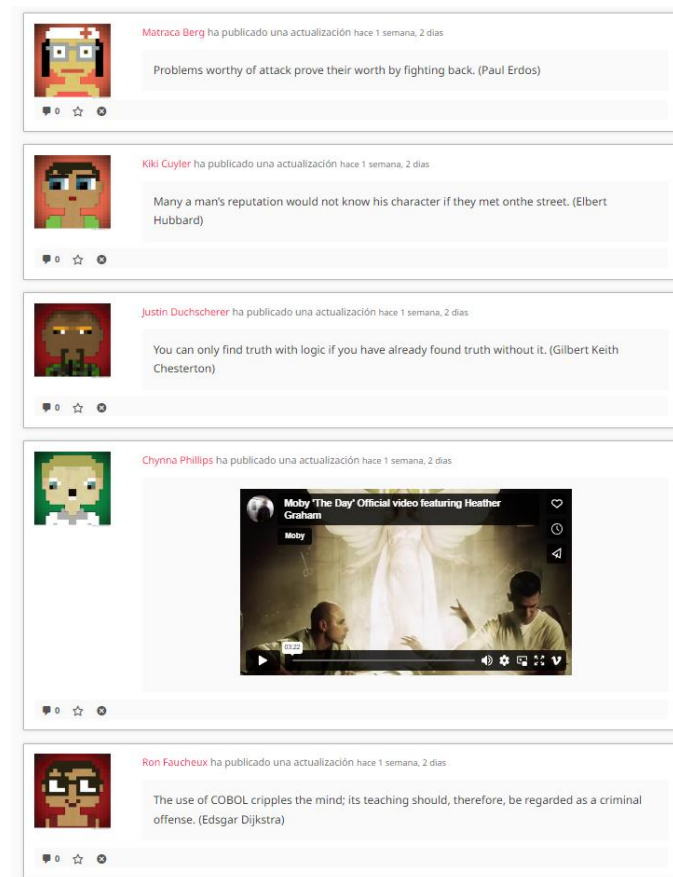 Matraca Berg ha publicado una actualización hace 1 semana, 2 dias
Problems worthy of attack prove their worth by fighting back. (Paul Erdos)
0
Kiki Cuyler ha publicado una actualización hace 1 semana, 2 dias
Many a man's reputation would not know his character if they met onthe street. (Elbert
Hubbard)
0
Justin Duchscherer ha publicado una actualización hace 1 semana, 2 dias
You can only find truth with logic if you have already found truth without it. (Gilbert Keith
Chesterton)
0
Chynna Phillips ha publicado una actualización hace 1 semana, 2 dias
Moby 'The Day' Official video featuring Heather
Graham
Moby
03:22
0
Ron Faucheux ha publicado una actualización hace 1 semana, 2 dias
The use of COBOL cripples the mind; its teaching should, therefore, be regarded as a criminal
offense. (Edsgar Dijkstra)
0